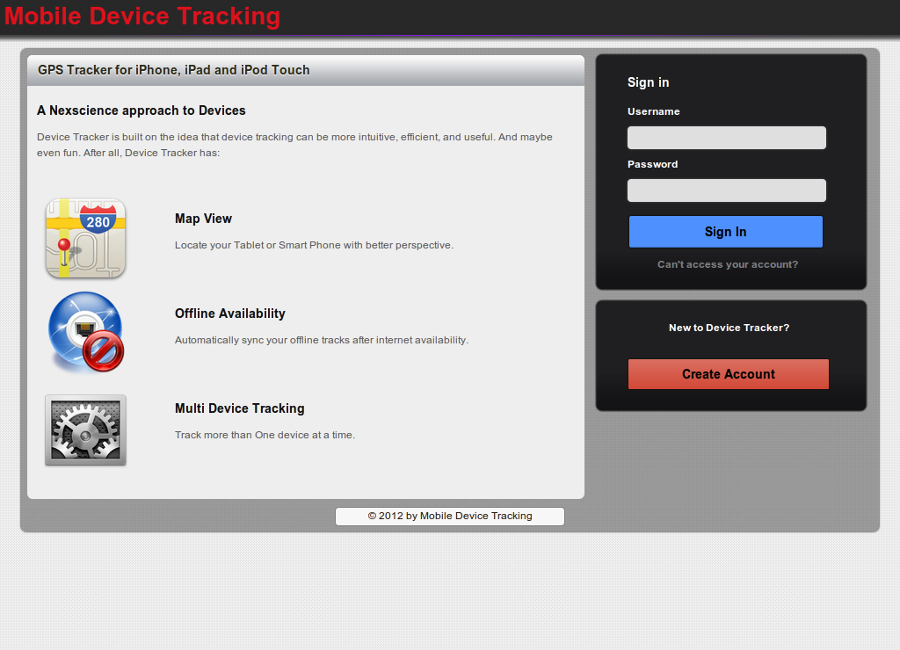 Mobile Device Tracking
GPS Tracker for iPhone, iPad and iPod Touch
A Nexscience approach to Devices
Device Tracker is built on the idea that device tracking can be more intuitive, efficient, and useful. And maybe
even fun. After all, Device Tracker has:
280
Map View
Locate your Tablet or Smart Phone with better perspective.
Offline Availability
Automatically sync your offline tracks after internet availability.
Multi Device Tracking
Track more than One device at a time.
Sign in
Username
Password
Sign In
Can't access your account?
New to Device Tracker?
Create Account
© 2012 by Mobile Device Tracking